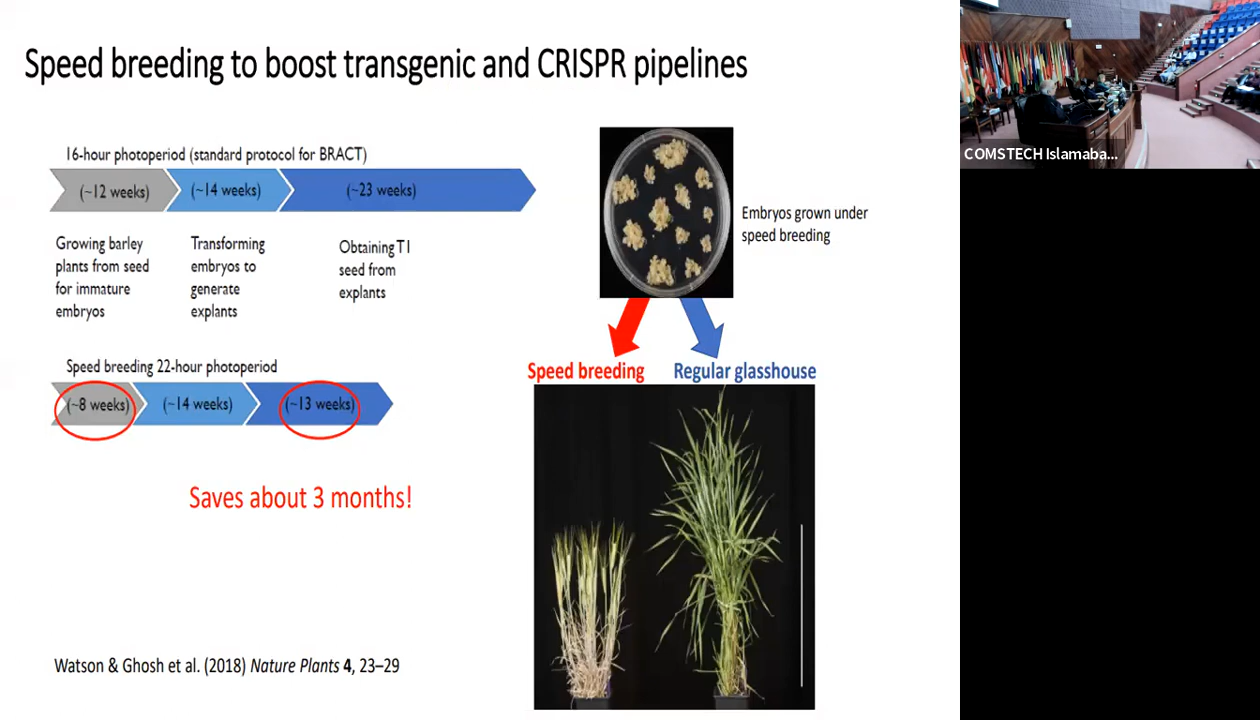 Speed breeding to boost transgenic and CRISPR pipelines
16-hour photoperiod (standard protocol for BRACT)
(~12 weeks)
(~14 weeks)
(~23 weeks)
Growing barley
plants from seed
for immature
embryos
Transforming
embryos to
generate
explants
Obtaining T1
seed from
explants
Speed breeding 22-hour photoperiod
(~8 weeks)
(~14 weeks)
(~13 weeks)
Saves about 3 months!
Watson & Ghosh et al. (2018) Nature Plants 4, 23–29
Embryos grown under
speed breeding
Speed breeding
Regular glasshouse
COMSTECH Islamaba...